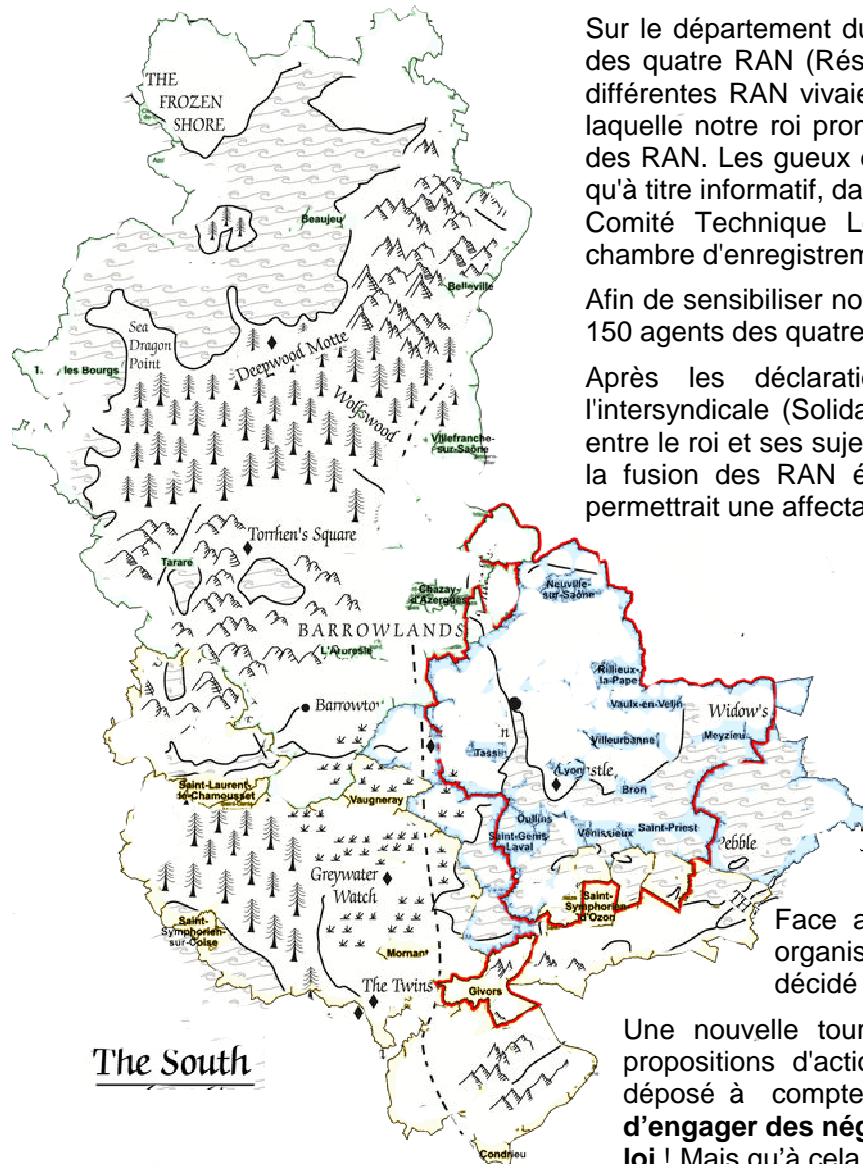 Sur le département du
des quatre RAN (Rés
différentes RAN vivaie
laquelle notre roi pron
des RAN. Les gueux 
qu'à titre informatif, da
Comité Technique L
chambre d'enregistrem
Afin de sensibiliser no
150 agents des quatre
Après les déclarati
l'intersyndicale (Solida
entre le roi et ses suje
la fusion des RAN é
permettrait une affecta
THE
FROZEN
SHORE
Beaujeu
Belleville
Sea
Dragon
Point
Deepwood Motte
les Bourgs
Wolfswood
Villefranche-
sur-Saône
Torrhen's Square
Tarare
Chazay-
d'Azergues
Neuville-
sur-Saône
BARROWLANDS
L'Arbresle
Rillieux-
la-Pape
Barrowto
Vaulx-en-Velin
Widow's
Tassin
Villeurbanne
Meyzieu
Lyon
stle
Saint-Laurent-
de-Chamousset
Vaugneray
Bron
Oullins
Saint-Genis
Laval
Vénissieux
Saint-Priest
ebble
Greywater
Watch
Saint-
Symphorien
d'Ozon
Saint-
Symphorien-
sur-Coise
Mornant
The Twins
Givors
Face a
organis
décidé
The South
Condrieu
Une nouvelle tour
propositions d'actio
déposé à compte
d’engager des nég
loi ! Mais qu’à cela